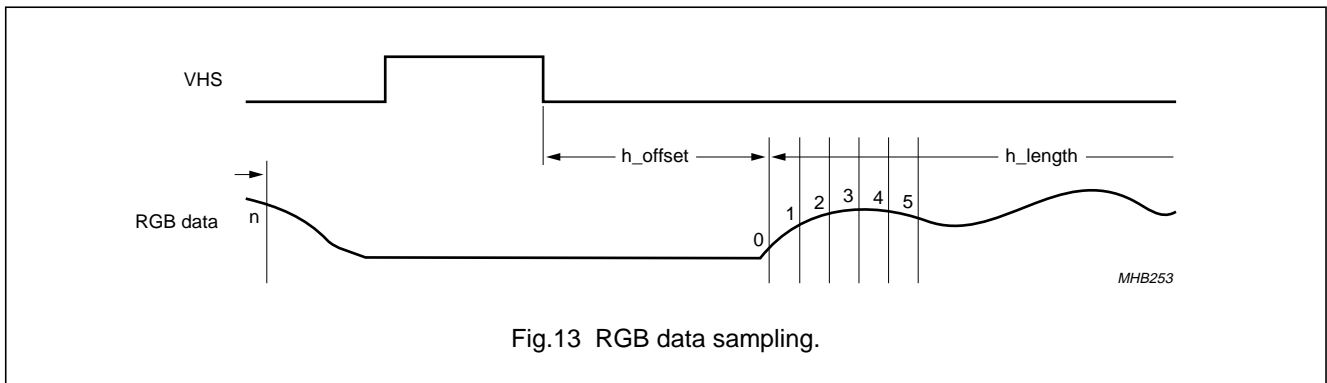 VHS
h_offset
h_length
RGB data
n
0
1
2
3
4
5
MHB253
Fig.13 RGB data sampling.